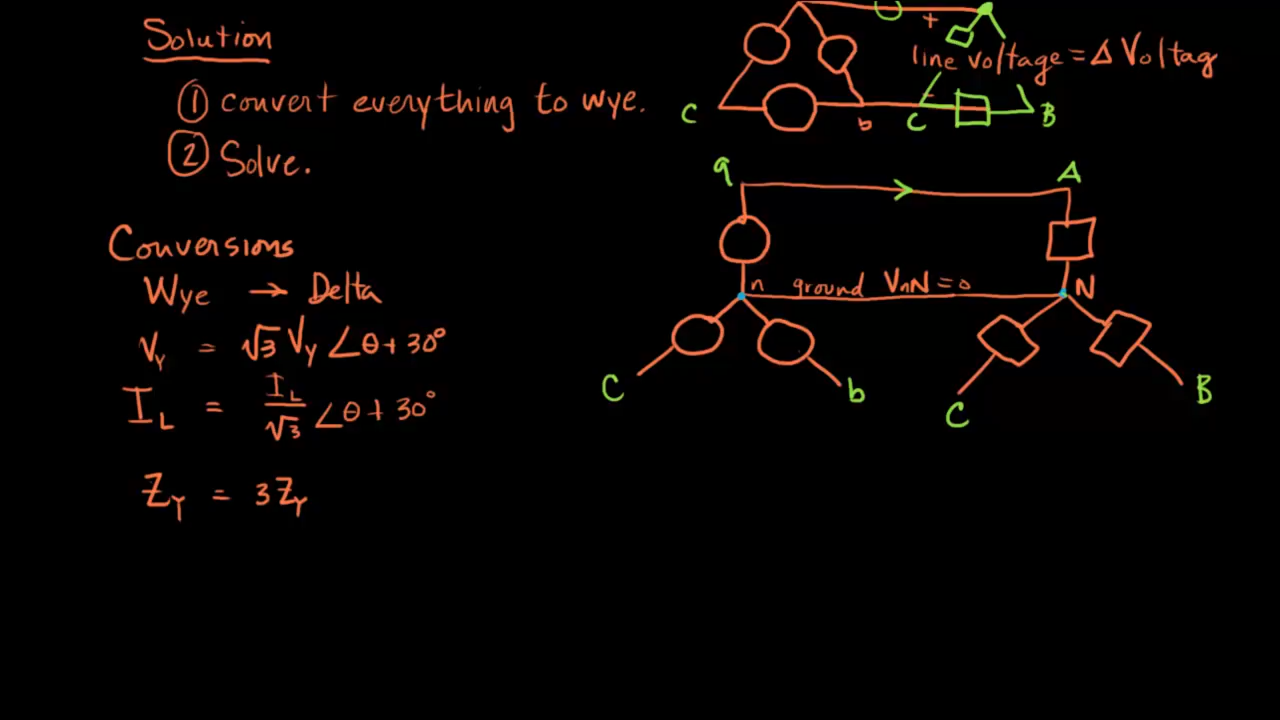 Solution
① convert everything to wye.
② Solve.
+
line voltage = Δ Voltag
C
b
C
B
a
A
n ground VnN = 0 N
C
b
C
B
Conversions
Wye → Delta
V_Y = √3 V_Y ∠θ + 30°
I_L = I_L/√3 ∠θ + 30°
Z_Y = 3Z_Y